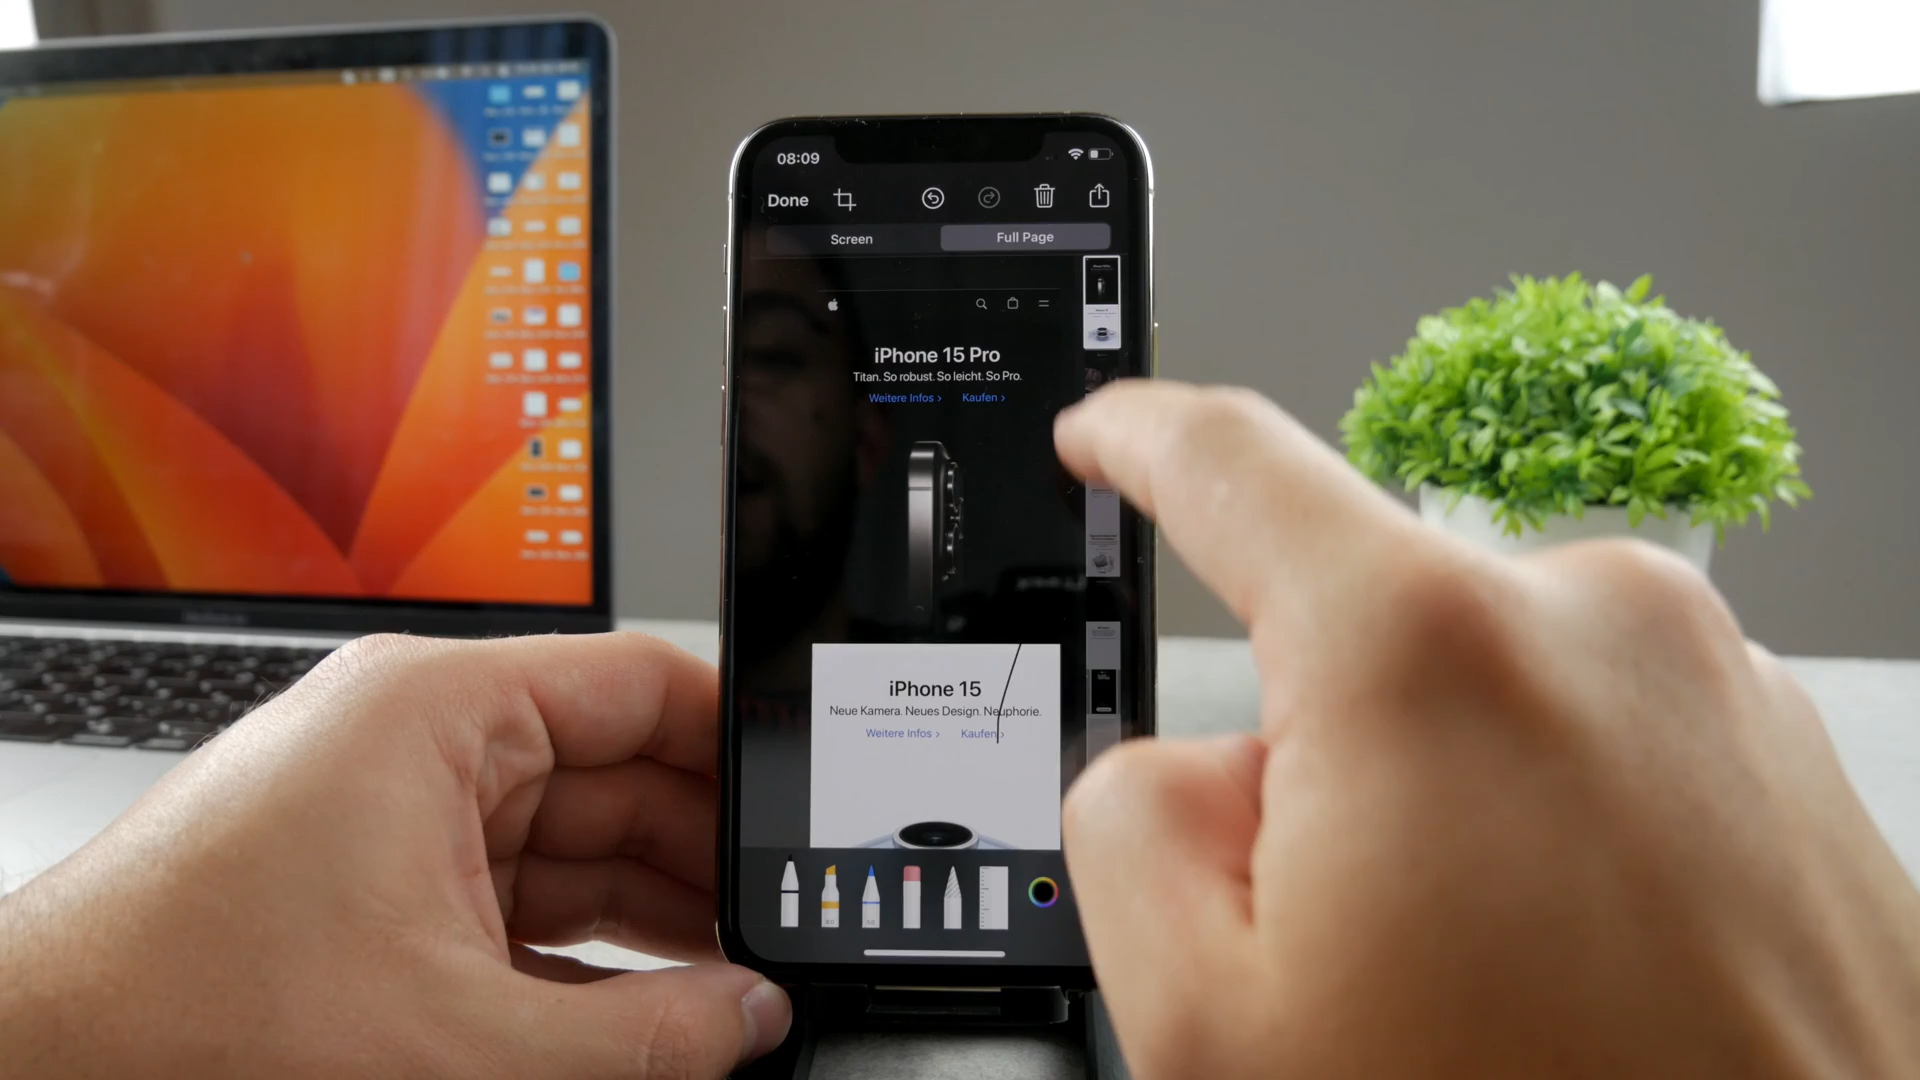 08:09
Done
Screen
Full Page
iPhone 15 Pro
Titan. So robust. So leicht. So Pro.
Weitere Infos > Kaufen >
iPhone 15
Neue Kamera. Neues Design. Neuphorie.
Weitere Infos > Kaufen >